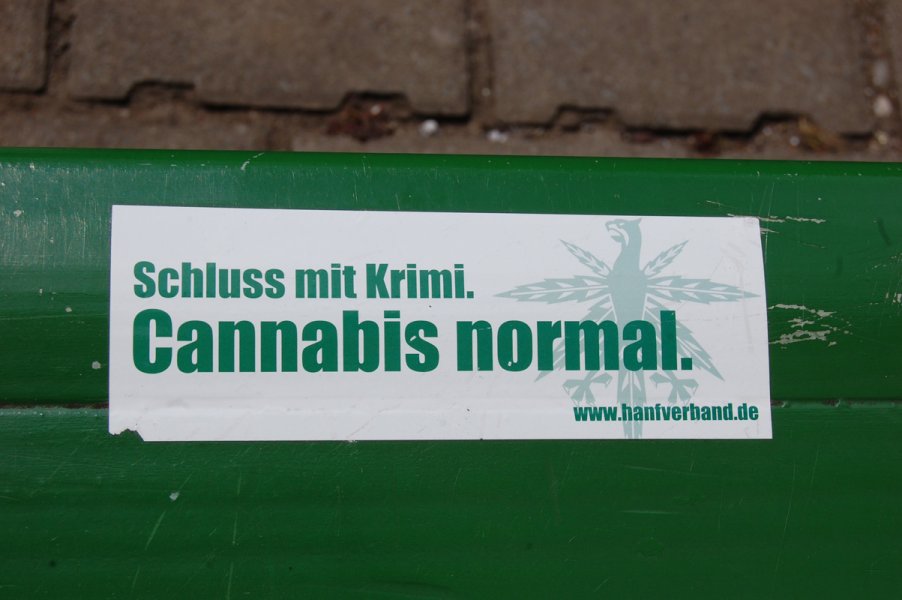 Schluss mit Krimi.
Cannabis normal.
www.hanfverband.de